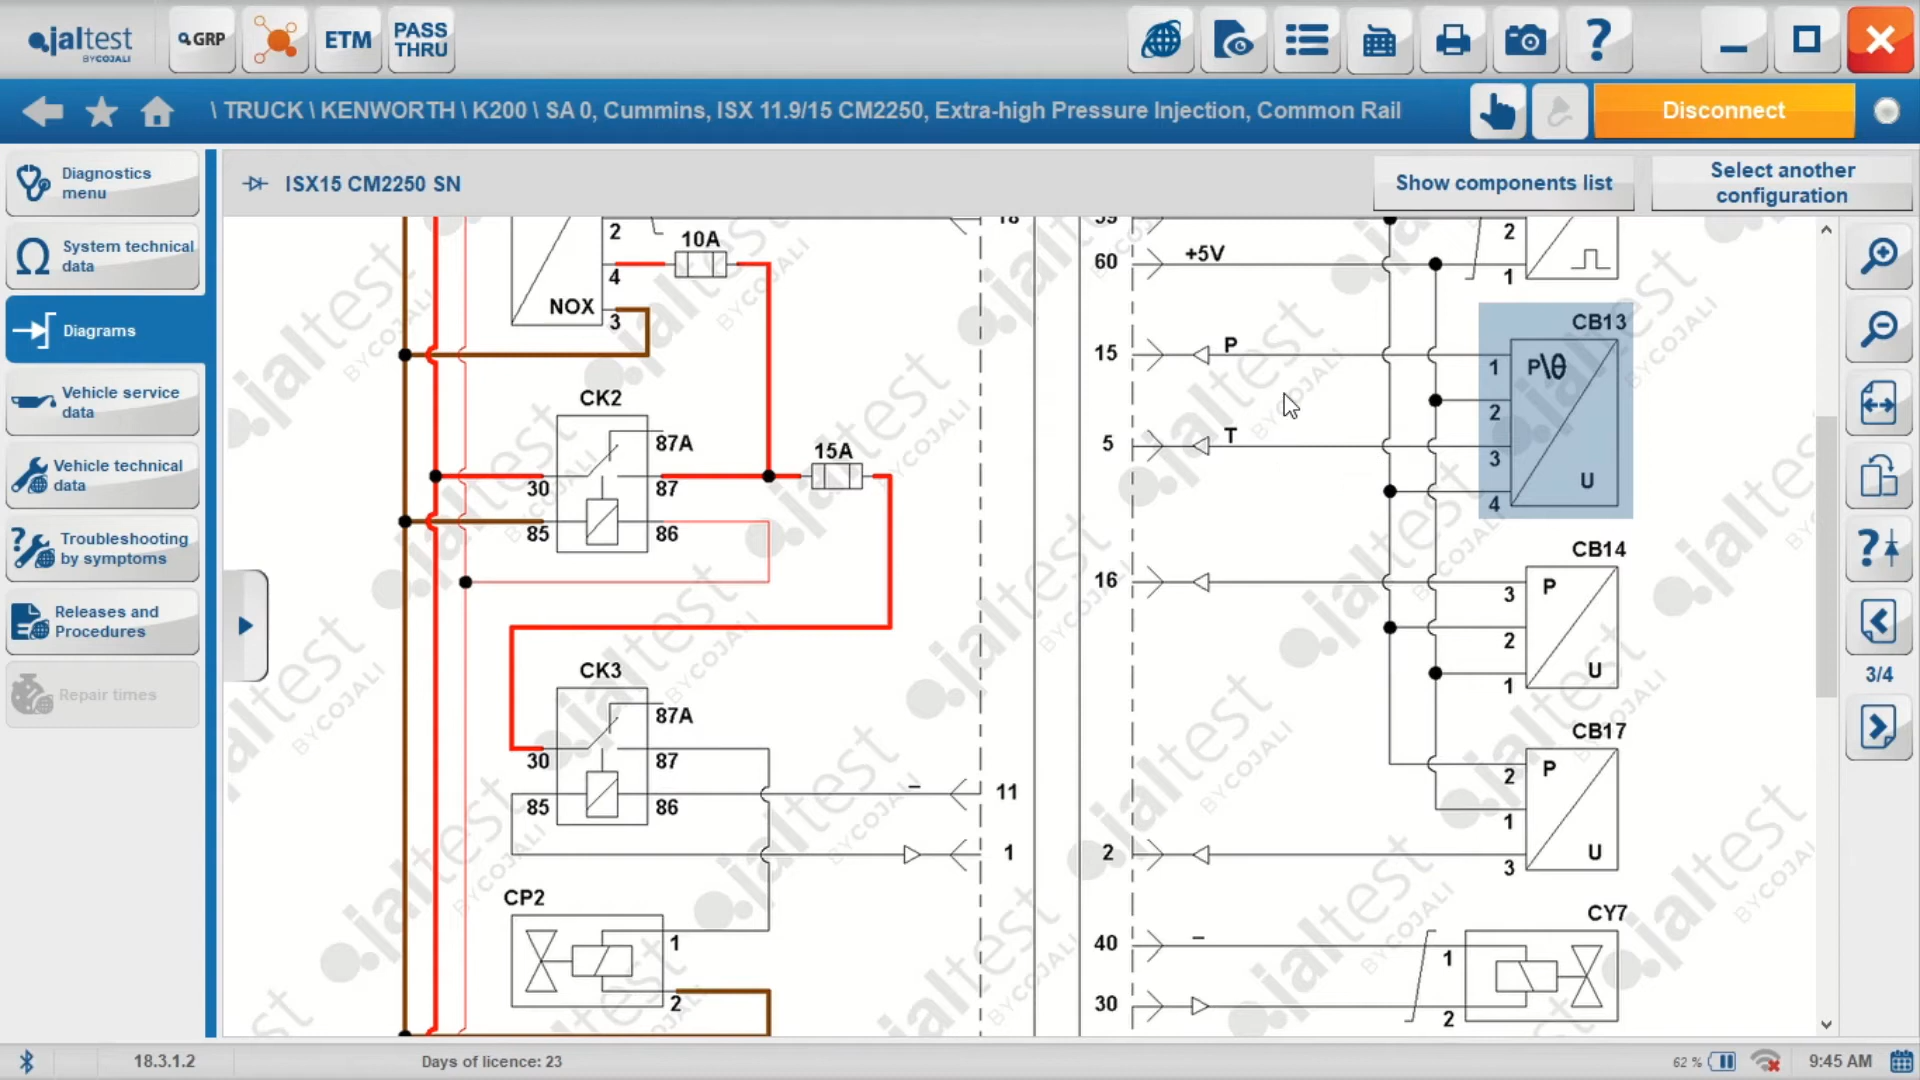 jaltest
BYCOJALI
GRP
ETM
PASS
THRU
?
\ TRUCK \ KENWORTH \ K200 \ SA 0, Cummins, ISX 11.9/15 CM2250, Extra-high Pressure Injection, Common Rail
Disconnect
Diagnostics
menu
System technical
data
Diagrams
Vehicle service
data
Vehicle technical
data
Troubleshooting
by symptoms
Releases and
Procedures
Repair times
ISX15 CM2250 SN
Show components list
Select another
configuration
2
10A
4
NOX
3
CK2
87A
30
87
15A
85
86
CK3
87A
30
87
85
86
–
11
1
CP2
1
2
18
59
2
60
+5V
1
CB13
15
P
1
P\θ
2
5
T
3
U
4
CB14
16
3
P
2
U
1
CB17
2
P
1
2
U
3
CY7
40
–
1
30
2
3/4
18.3.1.2
Days of licence: 23
62 %
9:45 AM